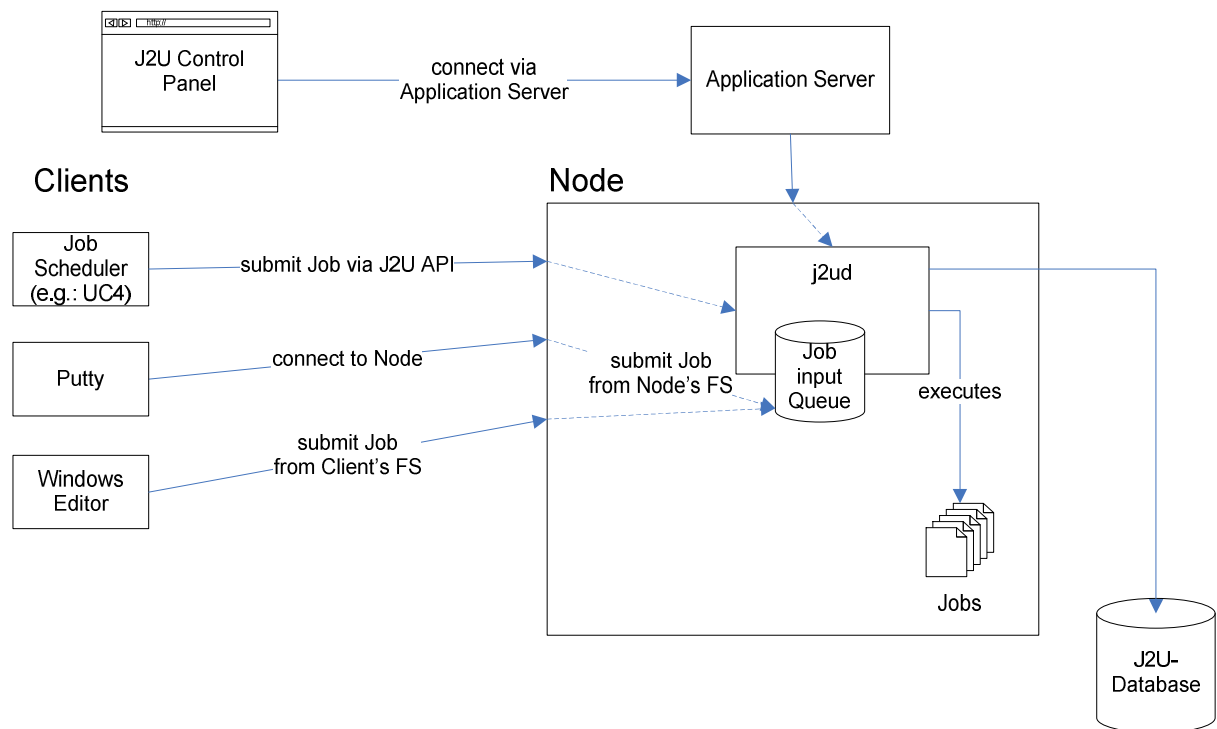 http://
J2U Control
Panel
connect via
Application Server
Application Server
Clients
Node
Job
Scheduler
(e.g.: UC4)
submit Job via J2U API
j2ud
Putty
connect to Node
submit Job
from Node's FS
Job
input
Queue
executes
Windows
Editor
submit Job
from Client's FS
Jobs
J2U-
Database